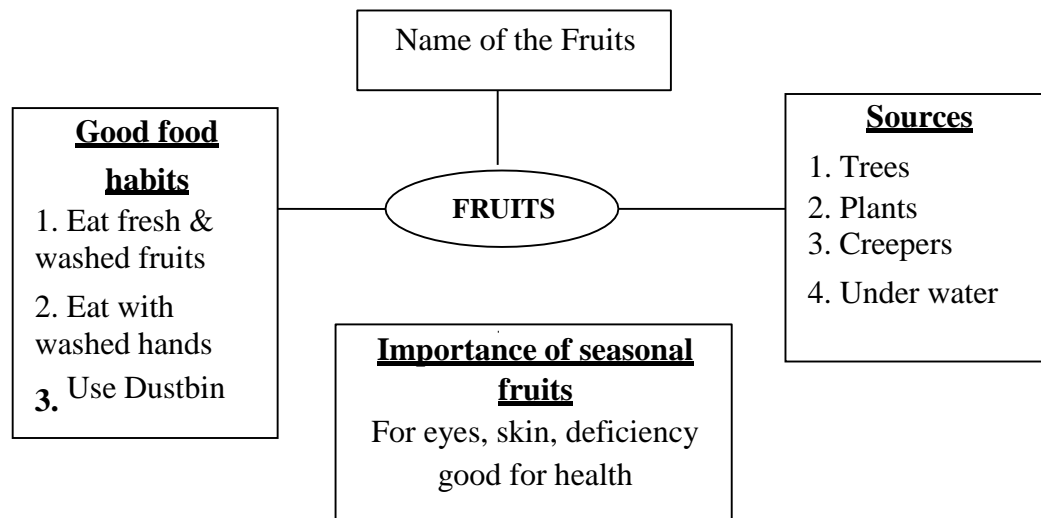 Name of the Fruits
Good food
habits
1. Eat fresh &
washed fruits
2. Eat with
washed hands
3. Use Dustbin
FRUITS
Sources
1. Trees
2. Plants
3. Creepers
4. Under water
Importance of seasonal
fruits
For eyes, skin, deficiency
good for health